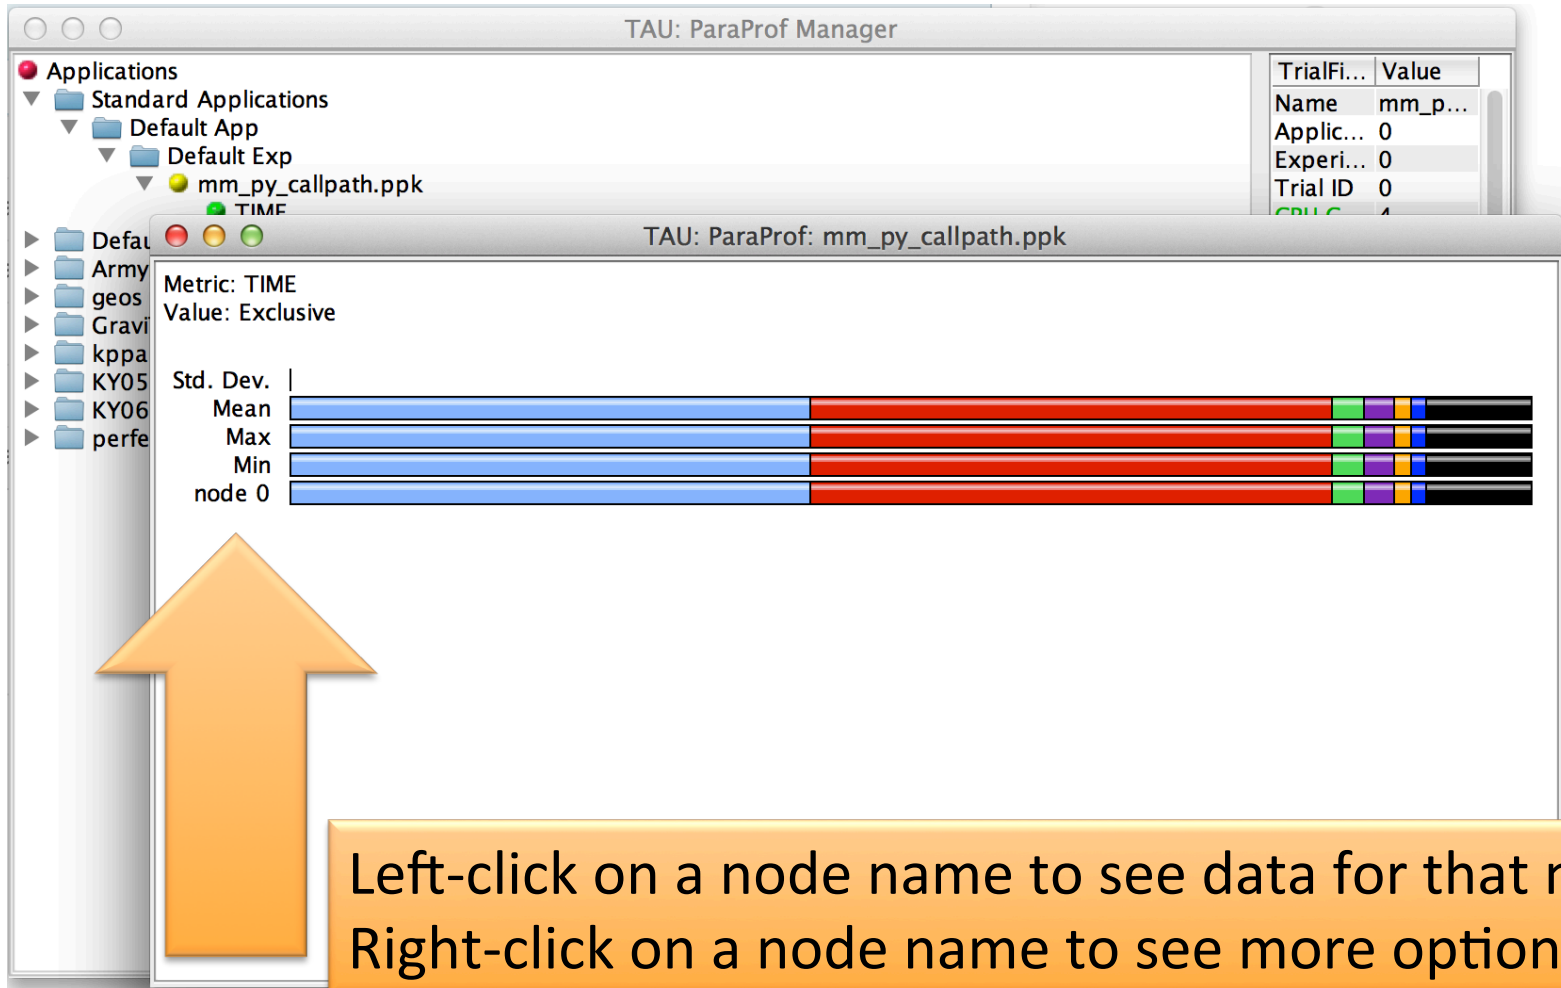 TAU: ParaProf Manager
Applications
Standard Applications
Default App
Default Exp
mm_py_callpath.ppk
TIME
Defau
Army
geos
Gravi
kppa
KY05
KY06
perfe
TrialFi... Value
Name mm_p...
Applic... 0
Experi... 0
Trial ID 0
TAU: ParaProf: mm_py_callpath.ppk
Metric: TIME
Value: Exclusive
Std. Dev.
Mean
Max
Min
node 0
Left-click on a node name to see data for that
Right-click on a node name to see more option